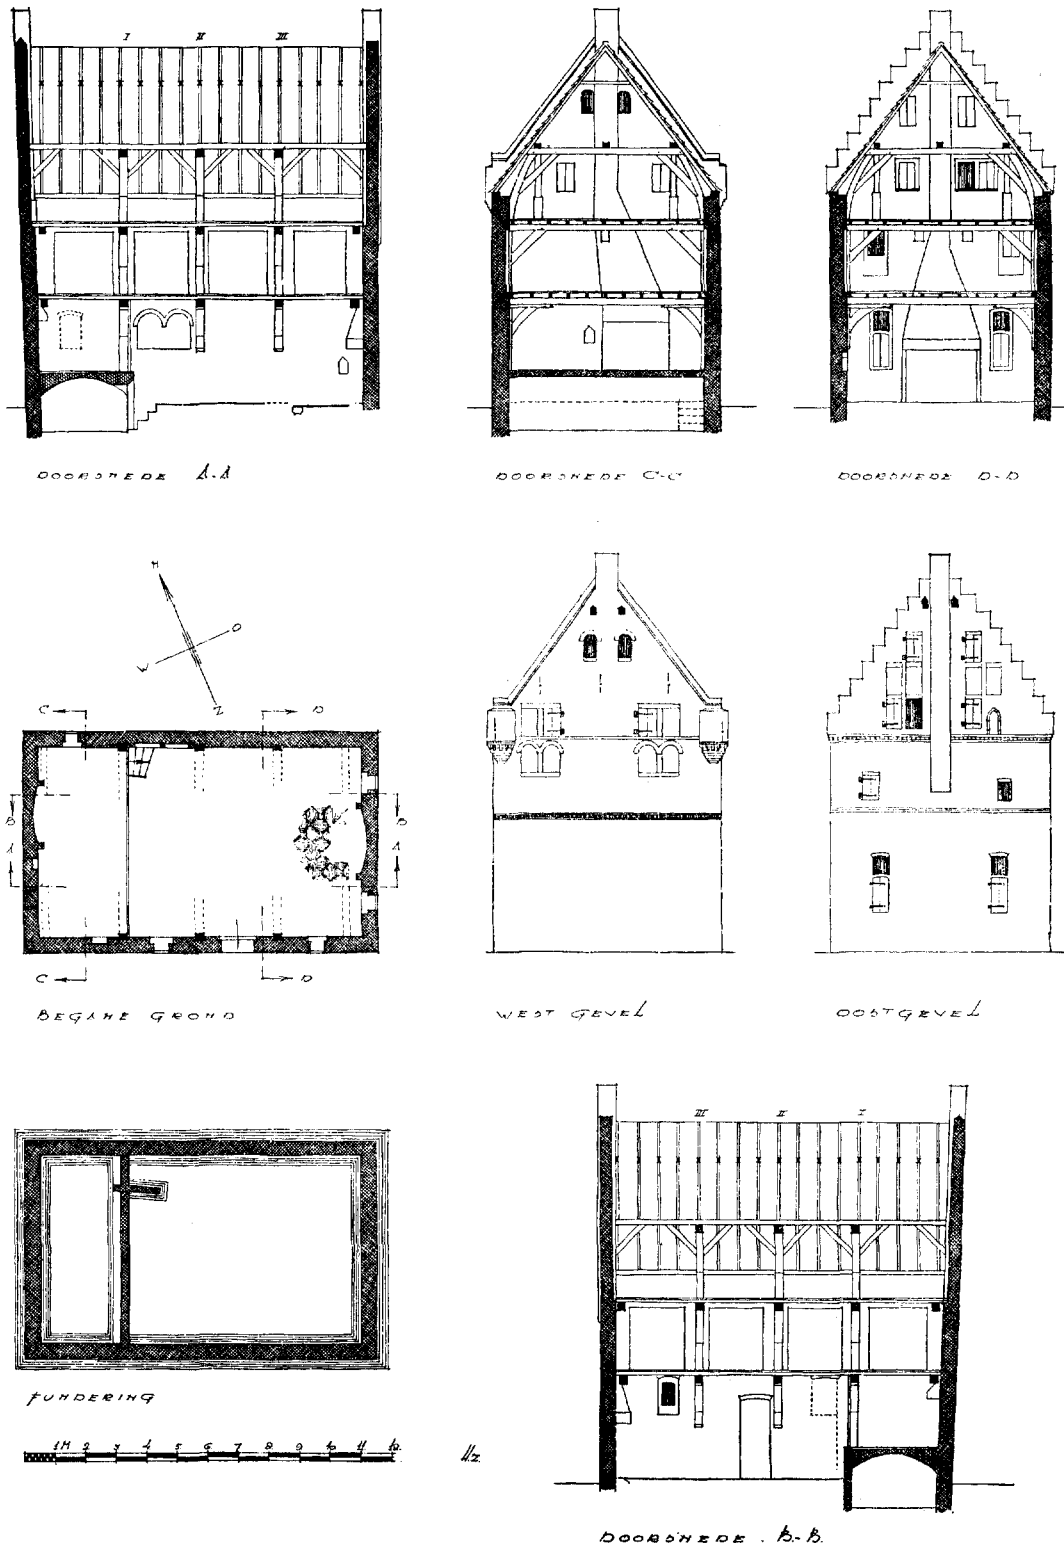 I II III
DOORSNEDE A-A
DOORSNEDE C-C
DOORSNEDE D-D
N
O
W
Z
C D
B B
A A
C D
BEGANE GROND
WEST GEVEL
OOSTGEVEL
III II I
FUNDERING
1M 2 3 4 5 6 7 8 9 10 11 12
DOORSNEDE . B-B.